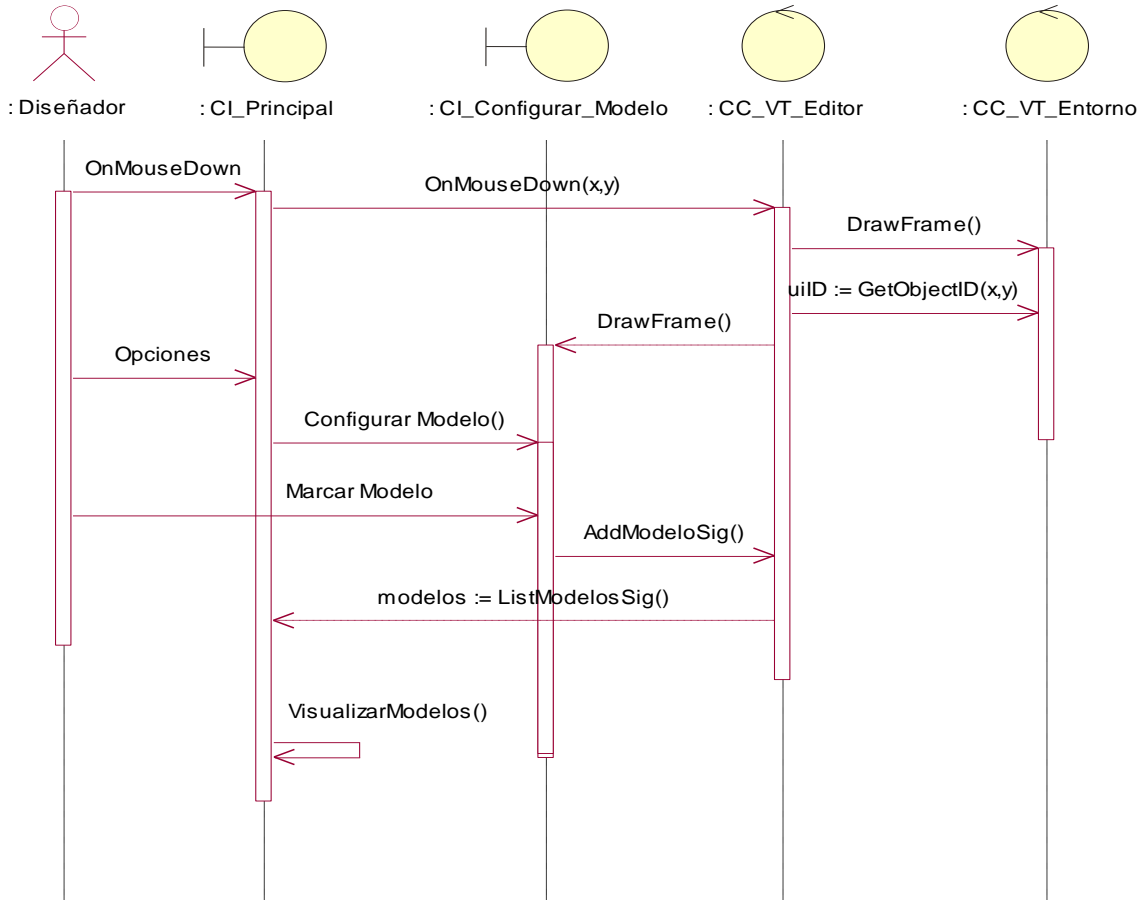 : Diseñador
: CI_Principal
: CI_Configurar_Modelo
: CC_VT_Editor
: CC_VT_Entorno
OnMouseDown
OnMouseDown(x,y)
DrawFrame()
uiID := GetObjectID(x,y)
DrawFrame()
Opciones
Configurar Modelo()
Marcar Modelo
AddModeloSig()
modelos := ListModelosSig()
VisualizarModelos()